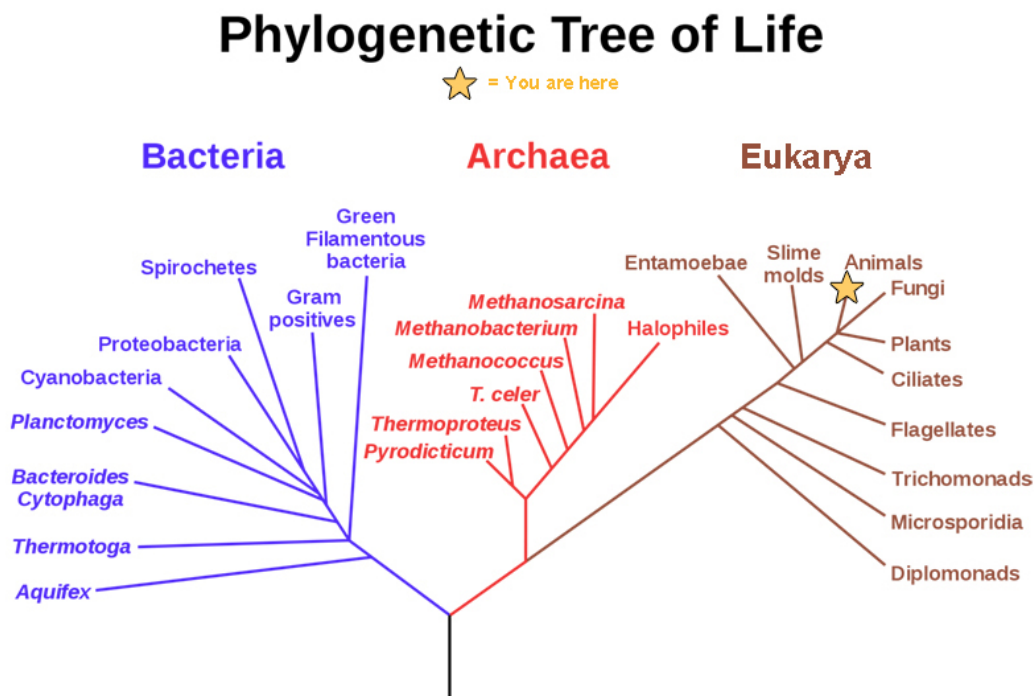 Phylogenetic Tree of Life
= You are here
Bacteria
Archaea
Eukarya
Green
Filamentous
bacteria
Spirochetes
Gram
positives
Proteobacteria
Cyanobacteria
Planctomyces
Bacteroides
Cytophaga
Thermotoga
Aquifex
Methanosarcina
Methanobacterium
Halophiles
Methanococcus
T. celer
Thermoproteus
Pyrodicticum
Entamoebae
Slime
molds
Animals
Fungi
Plants
Ciliates
Flagellates
Trichomonads
Microsporidia
Diplomonads